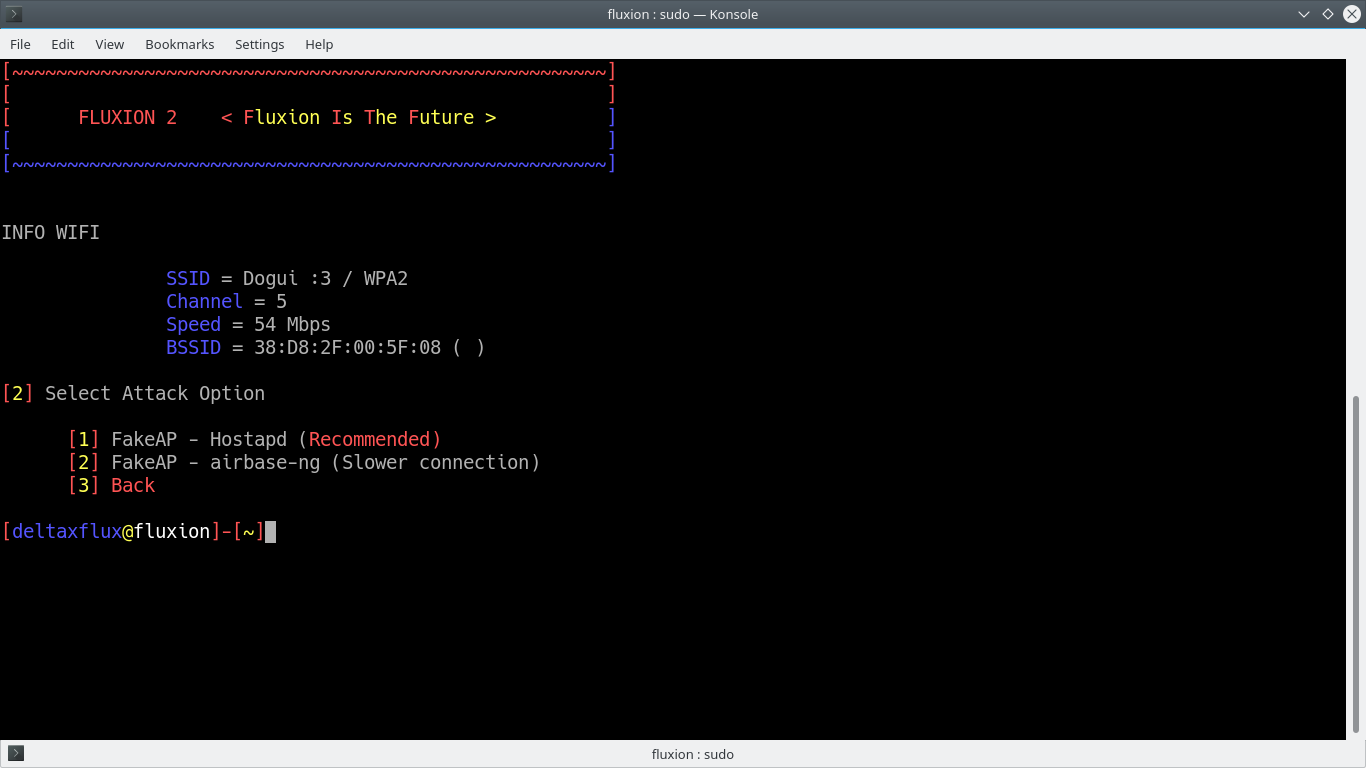 fluxion : sudo — Konsole
File Edit View Bookmarks Settings Help
[~~~~~~~~~~~~~~~~~~~~~~~~~~~~~~~~~~~~~~~~~~~~~~~~~~~~~~]
[                                                      ]
[      FLUXION 2    < Fluxion Is The Future >          ]
[                                                      ]
[~~~~~~~~~~~~~~~~~~~~~~~~~~~~~~~~~~~~~~~~~~~~~~~~~~~~~~]
INFO WIFI
SSID = Dogui :3 / WPA2
Channel = 5
Speed = 54 Mbps
BSSID = 38:D8:2F:00:5F:08 ( )
[2] Select Attack Option
[1] FakeAP - Hostapd (Recommended)
[2] FakeAP - airbase-ng (Slower connection)
[3] Back
[deltaxflux@fluxion]-[~]
fluxion : sudo